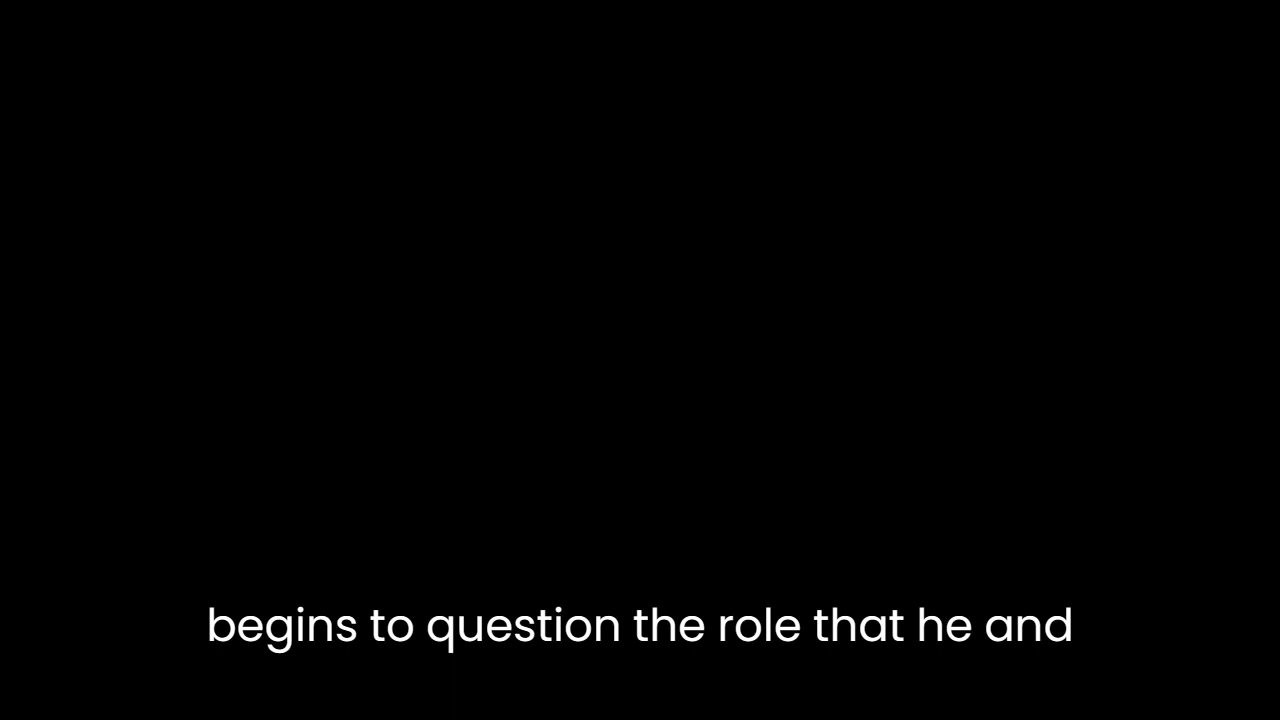 begins to question the role that he and